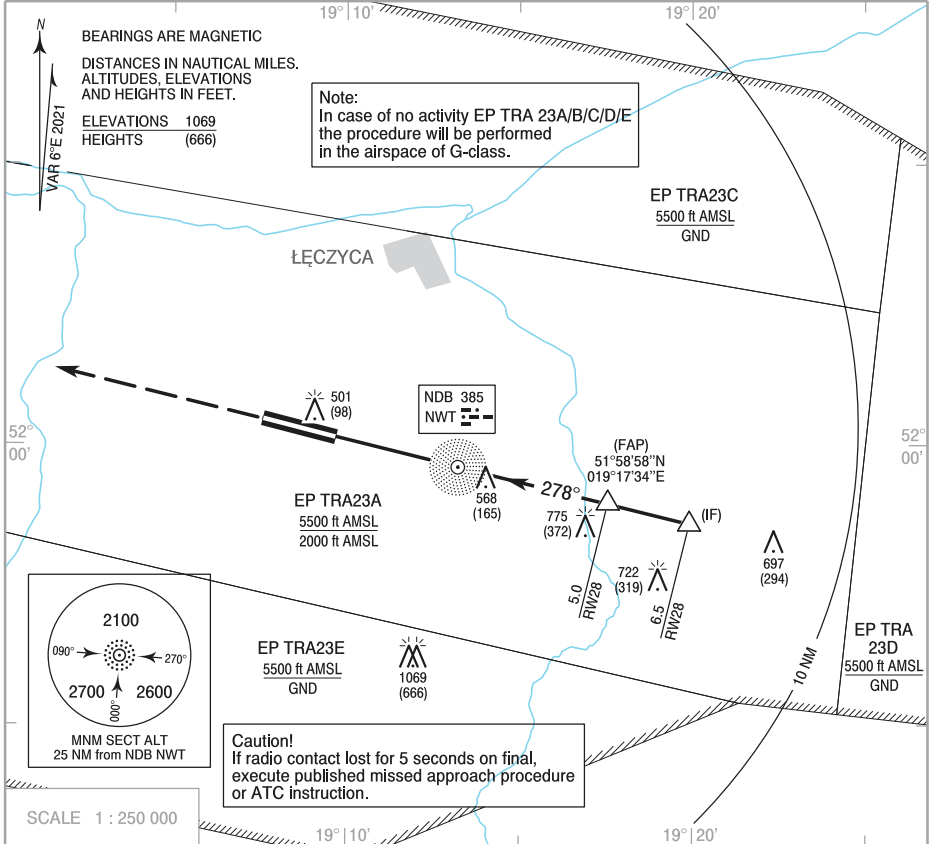 19° 10'
19° 20'
N
VAR 6°E 2021
BEARINGS ARE MAGNETIC
DISTANCES IN NAUTICAL MILES.
ALTITUDES, ELEVATIONS
AND HEIGHTS IN FEET.
ELEVATIONS 1069
HEIGHTS (666)
Note:
In case of no activity EP TRA 23A/B/C/D/E
the procedure will be performed
in the airspace of G-class.
EP TRA23C
5500 ft AMSL
GND
ŁĘCZYCA
501
(98)
NDB 385
NWT
52°
00'
52°
00'
(FAP)
51°58'58"N
019°17'34"E
278°
568
(165)
775
(372)
(IF)
EP TRA23A
5500 ft AMSL
2000 ft AMSL
5.0
RW28
722
(319)
6.5
RW28
697
(294)
10 NM
EP TRA
23D
5500 ft AMSL
GND
2100
090°
270°
2700
2600
000°
MNM SECT ALT
25 NM from NDB NWT
EP TRA23E
5500 ft AMSL
GND
1069
(666)
Caution!
If radio contact lost for 5 seconds on final,
execute published missed approach procedure
or ATC instruction.
SCALE 1 : 250 000
19° 10'
19° 20'